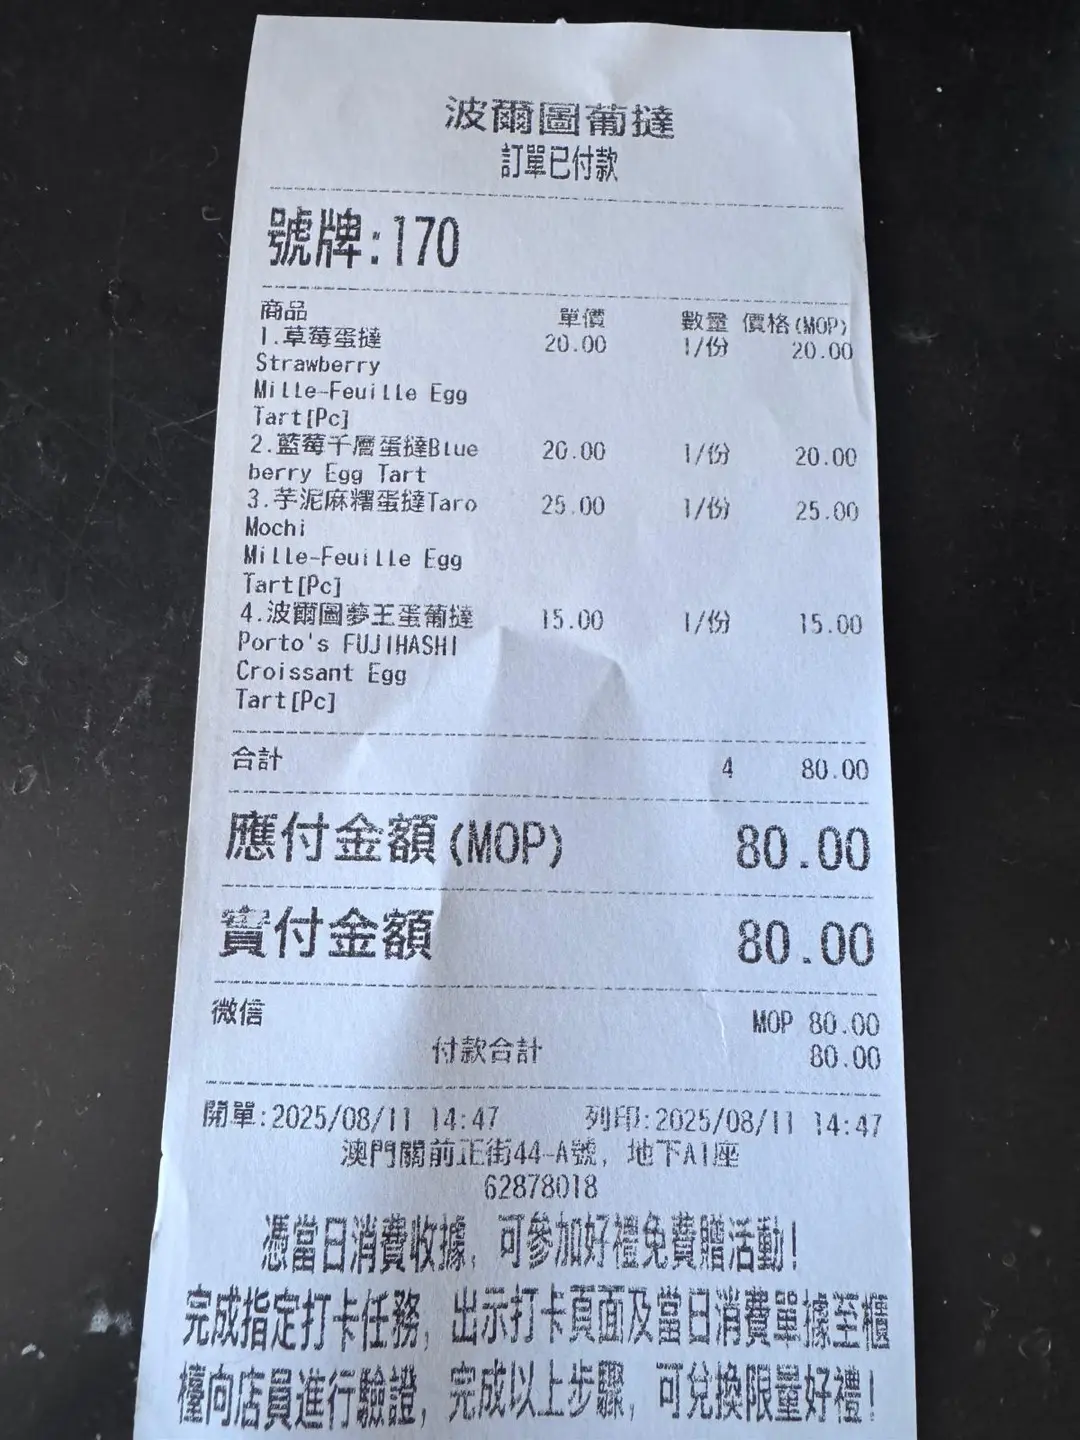 波爾圖葡撻
訂單已付款
號牌:170
商品 單價 數量 價格(MOP)
1.草莓蛋撻 20.00 1/份 20.00
Strawberry
Mille-Feuille Egg
Tart[Pc]
2.藍莓千層蛋撻Blue 20.00 1/份 20.00
berry Egg Tart
3.芋泥麻糬蛋撻Taro 25.00 1/份 25.00
Mochi
Mille-Feuille Egg
Tart[Pc]
4.波爾圖夢王蛋葡撻 15.00 1/份 15.00
Porto's FUJIHASHI
Croissant Egg
Tart[Pc]
合計 4 80.00
應付金額(MOP) 80.00
實付金額 80.00
微信 MOP 80.00
付款合計 80.00
開單:2025/08/11 14:47 列印:2025/08/11 14:47
澳門關前正街44-A號, 地下A1座
62878018
憑當日消費收據, 可參加好禮免費贈活動!
完成指定打卡任務, 出示打卡頁面及當日消費單據至櫃
檯向店員進行驗證, 完成以上步驟, 可兌換限量好禮!